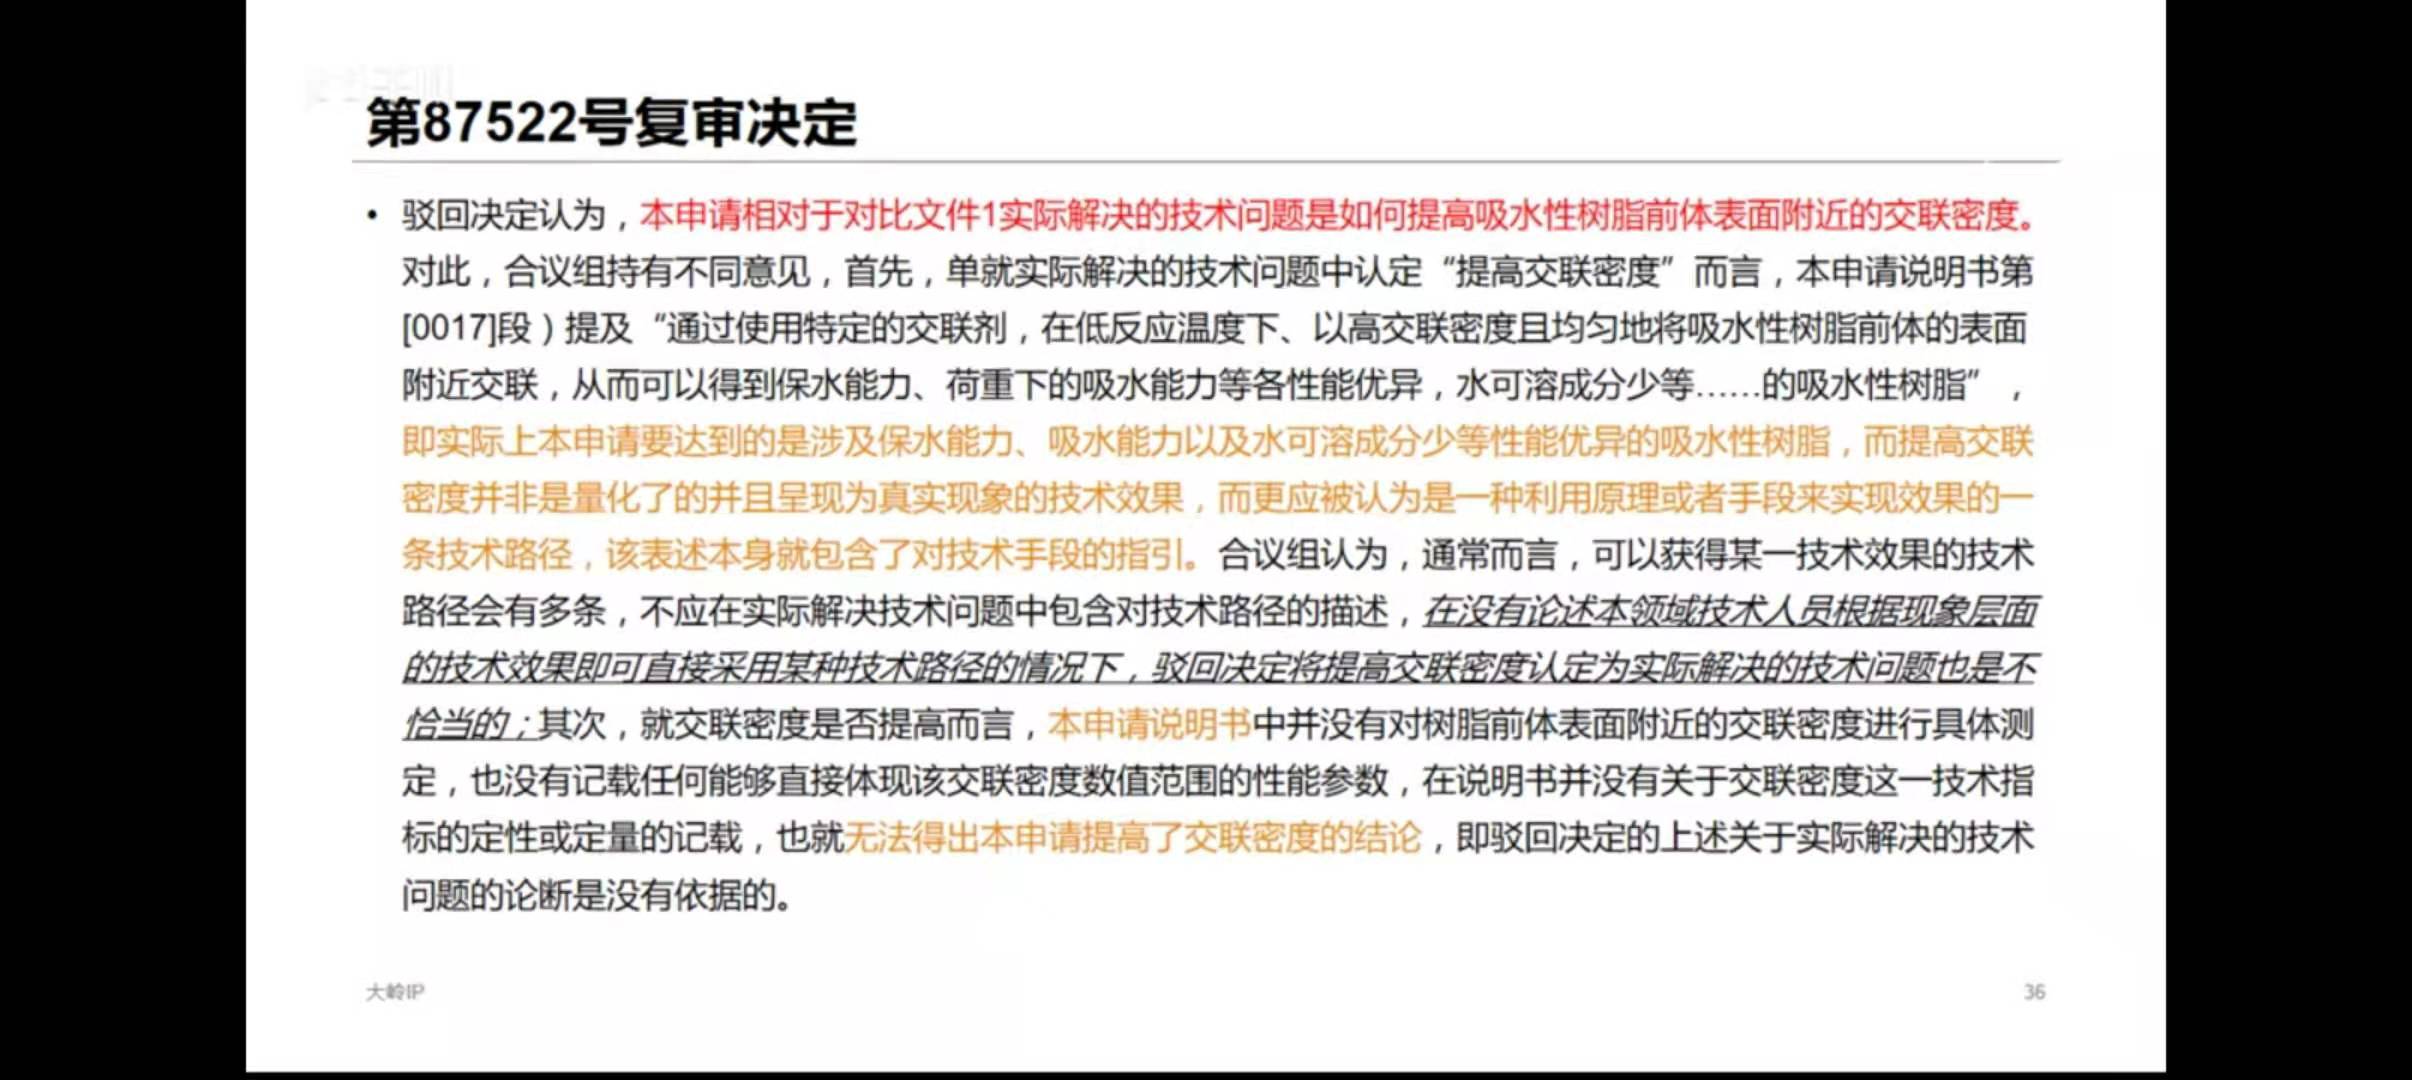 第87522号复审决定
• 驳回决定认为，本申请相对于对比文件1实际解决的技术问题是如何提高吸水性树脂前体表面附近的交联密度。
对此，合议组持有不同意见，首先，单就实际解决的技术问题中认定“提高交联密度”而言，本申请说明书第
[0017]段）提及“通过使用特定的交联剂，在低反应温度下、以高交联密度且均匀地将吸水性树脂前体的表面
附近交联，从而可以得到保水能力、荷重下的吸水能力等各性能优异，水可溶成分少等……的吸水性树脂”，
即实际上本申请要达到的是涉及保水能力、吸水能力以及水可溶成分少等性能优异的吸水性树脂，而提高交联
密度并非是量化了的并且呈现为真实现象的技术效果，而更应被认为是一种利用原理或者手段来实现效果的一
条技术路径，该表述本身就包含了对技术手段的指引。合议组认为，通常而言，可以获得某一技术效果的技术
路径会有多条，不应在实际解决技术问题中包含对技术路径的描述，在没有论述本领域技术人员根据现象层面
的技术效果即可直接采用某种技术路径的情况下，驳回决定将提高交联密度认定为实际解决的技术问题也是不
恰当的；其次，就交联密度是否提高而言，本申请说明书中并没有对树脂前体表面附近的交联密度进行具体测
定，也没有记载任何能够直接体现该交联密度数值范围的性能参数，在说明书并没有关于交联密度这一技术指
标的定性或定量的记载，也就无法得出本申请提高了交联密度的结论，即驳回决定的上述关于实际解决的技术
问题的论断是没有依据的。
大岭IP
36